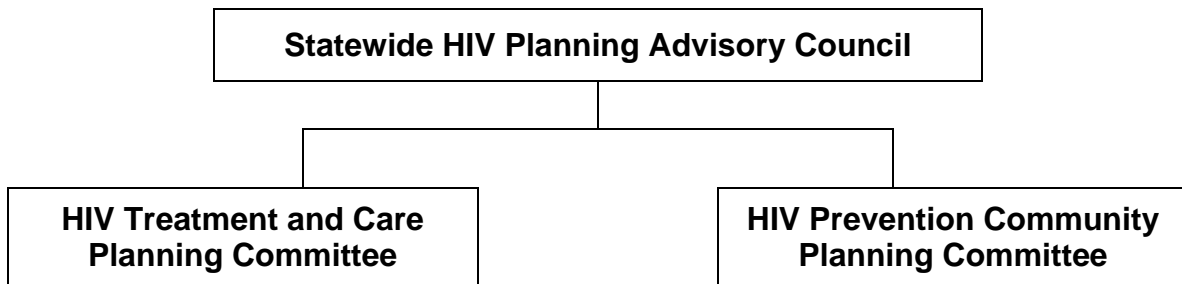 Statewide HIV Planning Advisory Council
HIV Treatment and Care
Planning Committee
HIV Prevention Community
Planning Committee